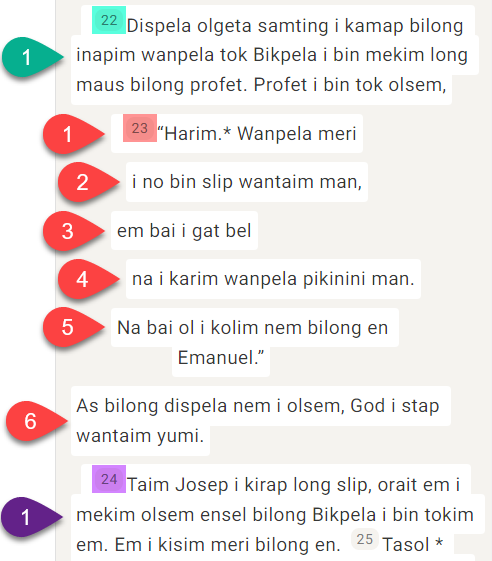 22 Dispela olgeta samting i kamap bilong
1 inapim wanpela tok Bikpela i bin mekim long
maus bilong profet. Profet i bin tok olsem,
1 23 “Harim.* Wanpela meri
2 i no bin slip wantaim man,
3 em bai i gat bel
4 na i karim wanpela pikinini man.
5 Na bai ol i kolim nem bilong en
Emanuel.”
6 As bilong dispela nem i olsem, God i stap
wantaim yumi.
24 Taim Josep i kirap long slip, orait em i
1 mekim olsem ensel bilong Bikpela i bin tokim
em. Em i kisim meri bilong en. 25 Tasol *